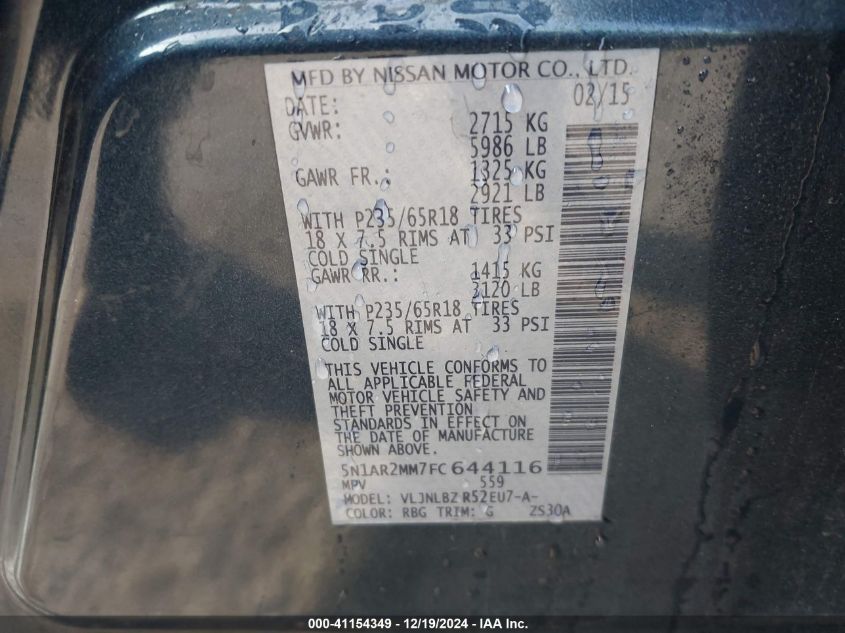 MFD BY NISSAN MOTOR CO., LTD.
DATE: 02/15
GVWR: 2715 KG
5986 LB
GAWR FR.: 1325 KG
2921 LB
WITH P235/65R18 TIRES
18 X 7.5 RIMS AT 33 PSI
COLD SINGLE
GAWR RR.: 1415 KG
3120 LB
WITH P235/65R18 TIRES
18 X 7.5 RIMS AT 33 PSI
COLD SINGLE
THIS VEHICLE CONFORMS TO
ALL APPLICABLE FEDERAL
MOTOR VEHICLE SAFETY AND
THEFT PREVENTION
STANDARDS IN EFFECT ON
THE DATE OF MANUFACTURE
SHOWN ABOVE.
5N1AR2MM7FC644116
MPV 559
MODEL: VLJNLBZ R52EU7-A-
COLOR: RBG TRIM: G ZS30A
000-41154349 - 12/19/2024 - IAA Inc.